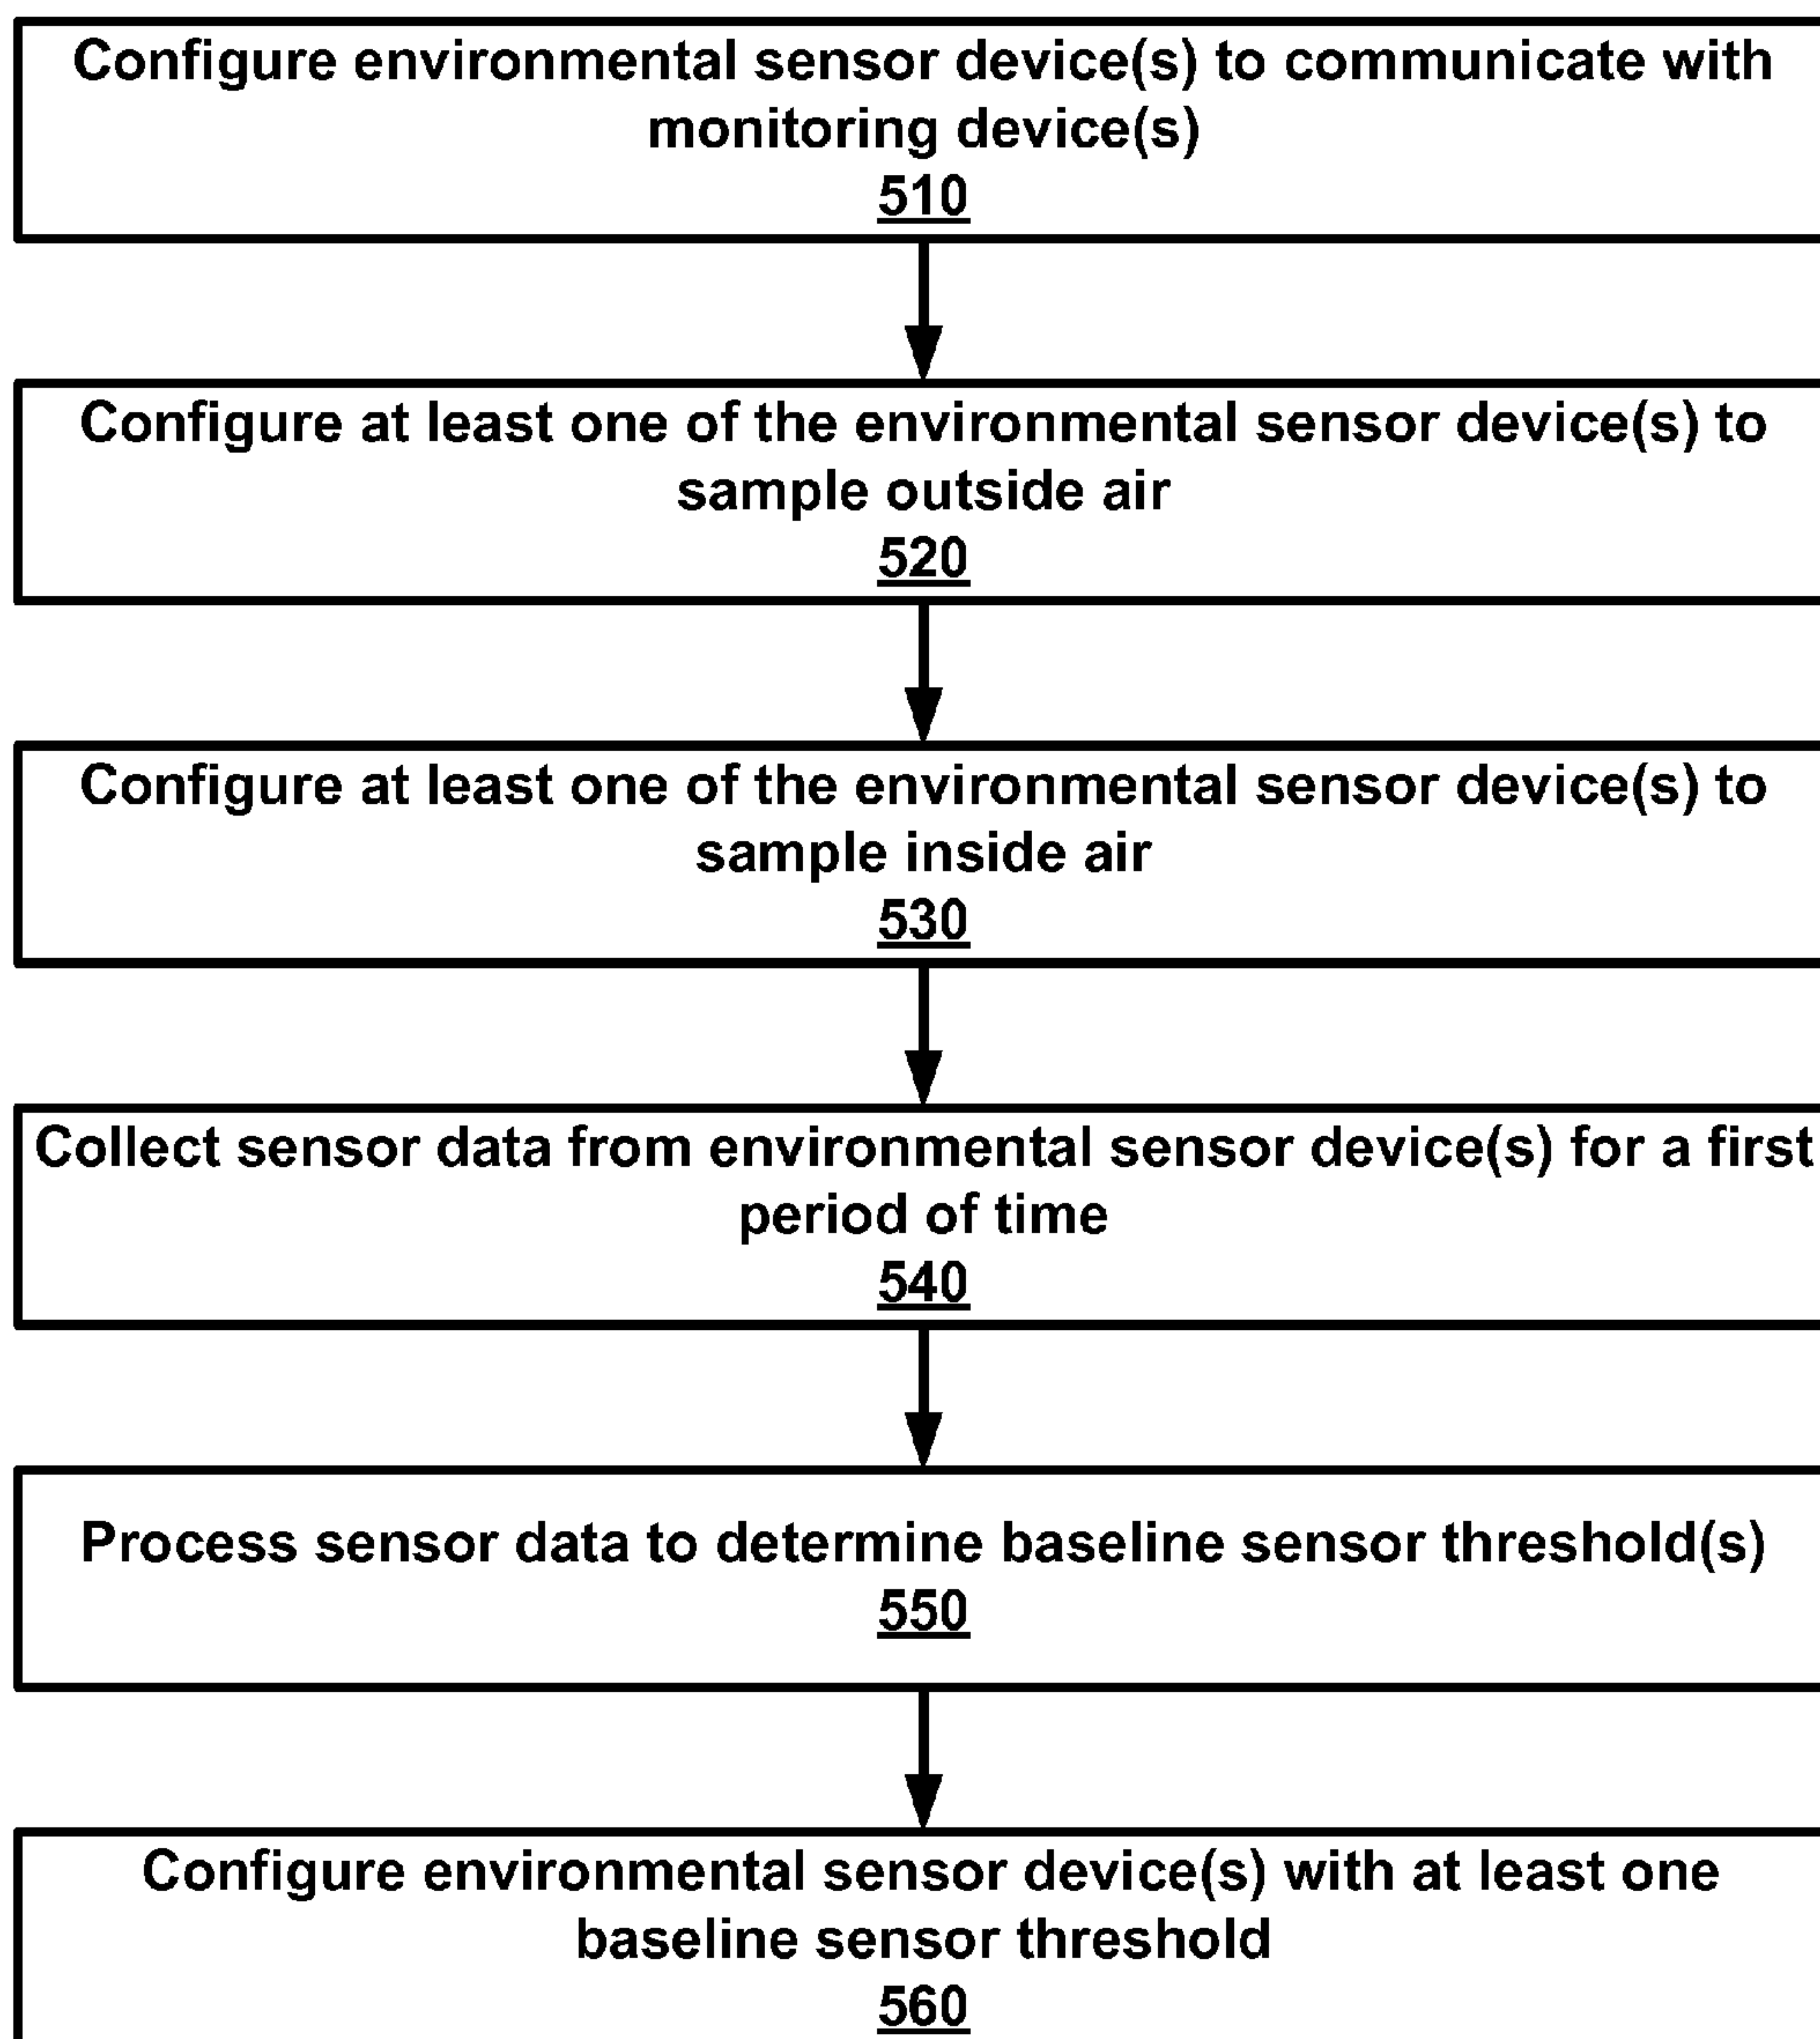 Configure environmental sensor device(s) to communicate with
monitoring device(s)
510
Configure at least one of the environmental sensor device(s) to
sample outside air
520
Configure at least one of the environmental sensor device(s) to
sample inside air
530
Collect sensor data from environmental sensor device(s) for a first
period of time
540
Process sensor data to determine baseline sensor threshold(s)
550
Configure environmental sensor device(s) with at least one
baseline sensor threshold
560